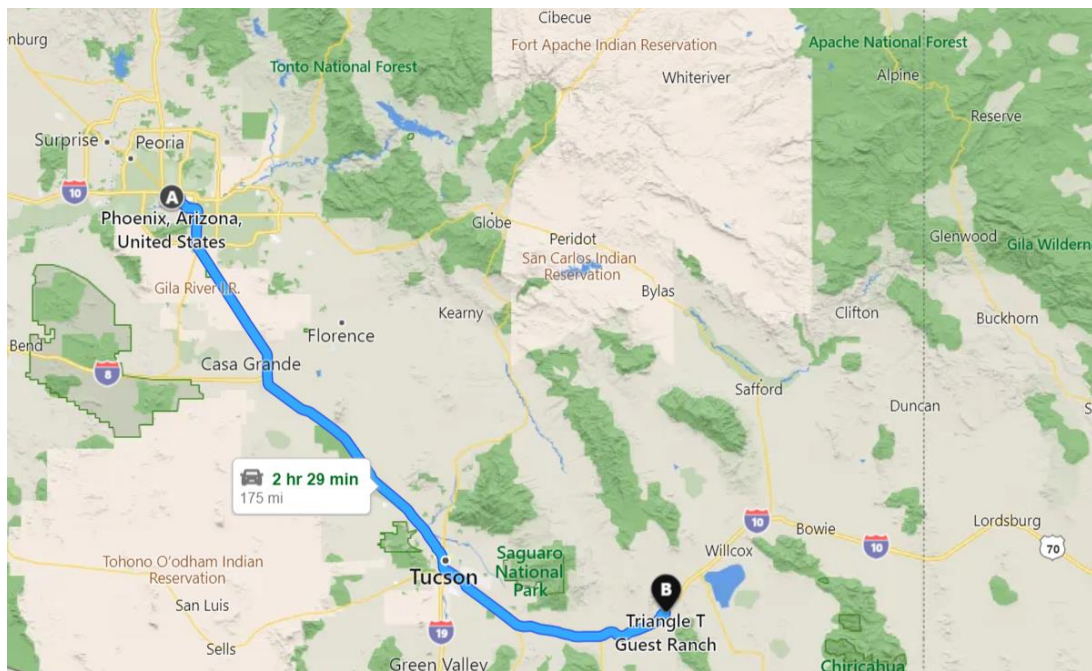 Cibecue
Fort Apache Indian Reservation
Apache National Forest
enburg
Tonto National Forest
Whiteriver
Alpine
Reserve
Surprise
Peoria
10
A
Phoenix, Arizona,
United States
Globe
Peridot
San Carlos Indian
Reservation
Glenwood
Gila Wildern
Gila River I.R.
Bylas
Clifton
Buckhorn
Kearny
Florence
Bend
8
Casa Grande
Safford
Duncan
S
2 hr 29 min
175 mi
10
Bowie
Lordsburg
10
70
Willcox
Tohono O'odham Indian
Reservation
Tucson
Saguaro
National
Park
B
Triangle T
Guest Ranch
San Luis
19
Sells
Green Valley
Chiricahua